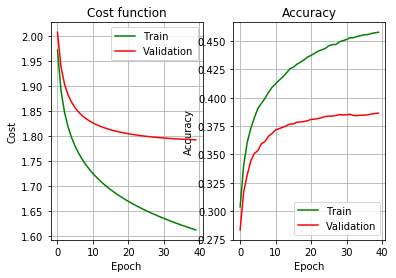 Cost function
Accuracy
Cost
2.00
1.95
1.90
1.85
1.80
1.75
1.70
1.65
1.60
Train
Validation
0 10 20 30 40
Epoch
Accuracy
0.450
0.425
0.400
0.375
0.350
0.325
0.300
0.275
Train
Validation
0 10 20 30 40
Epoch